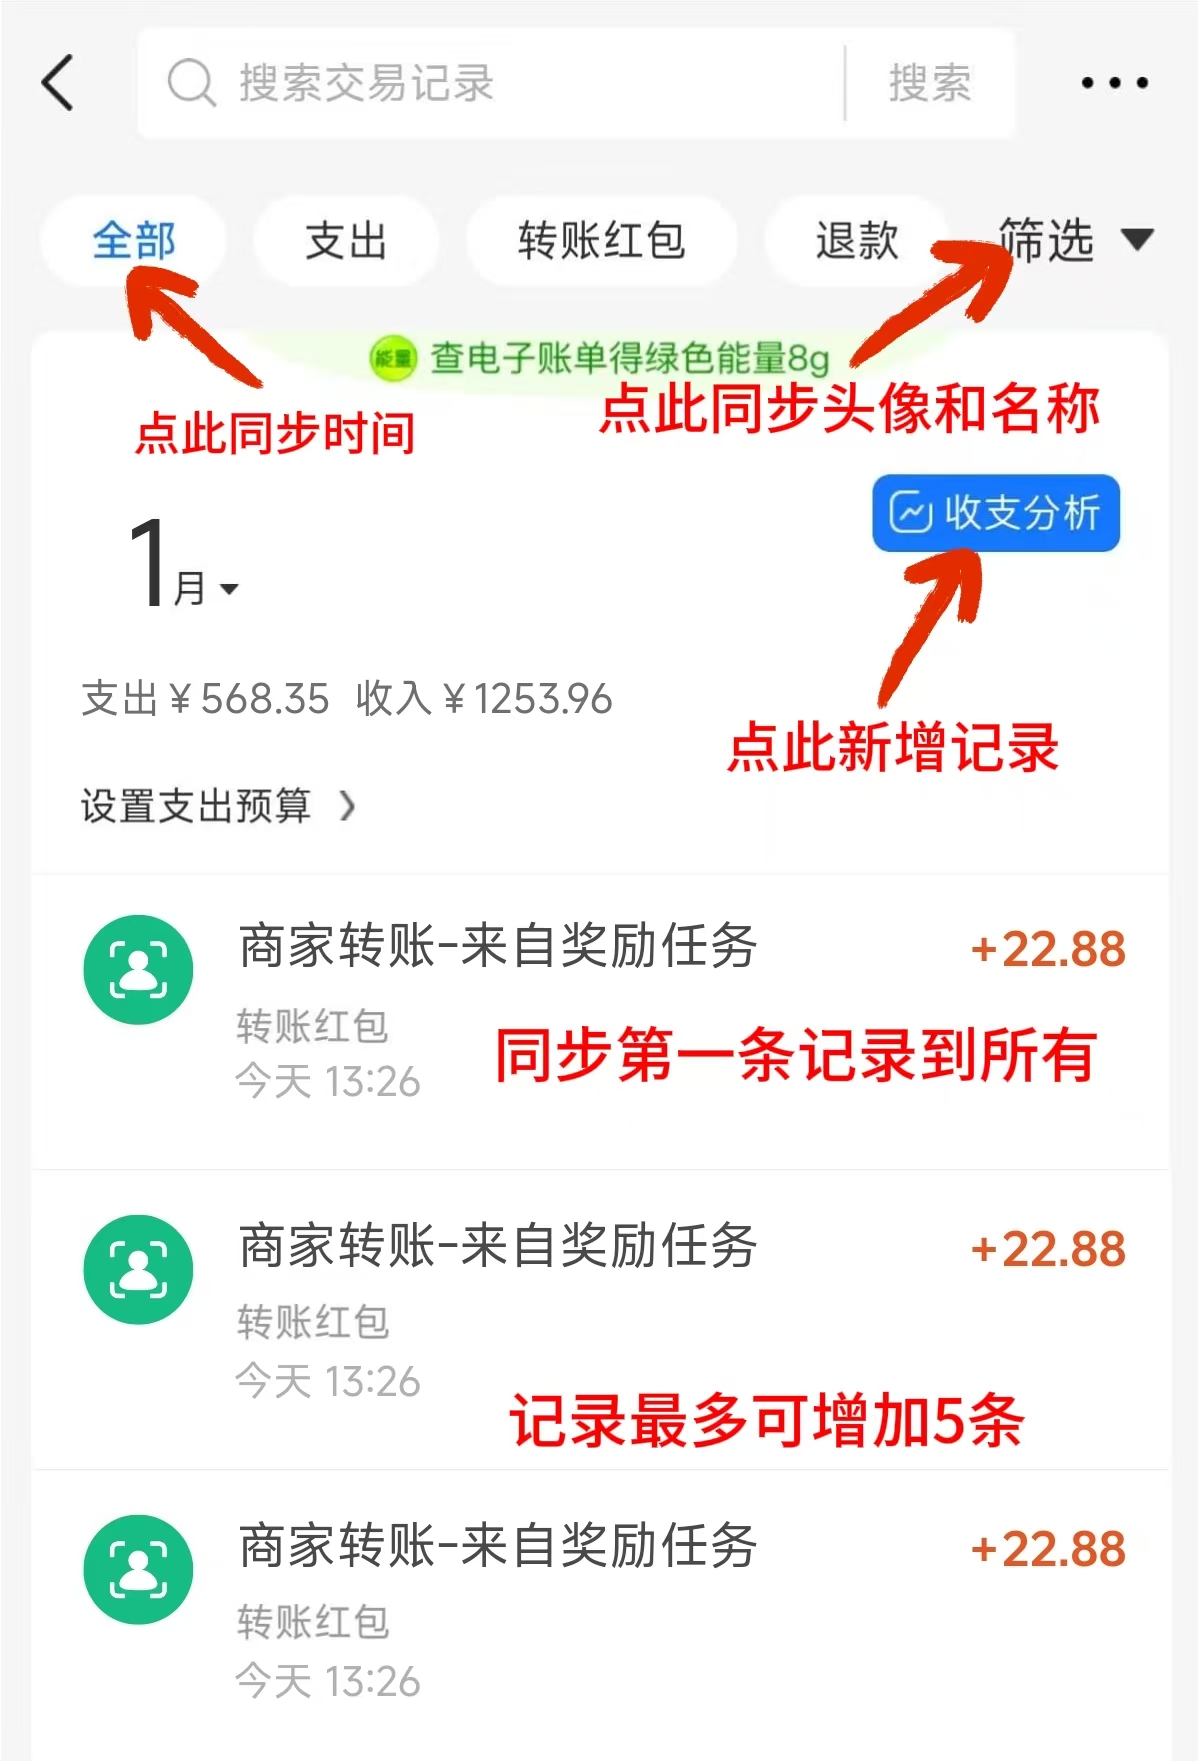 搜索交易记录 搜索
全部 支出 转账红包 退款 筛选
能量 查电子账单得绿色能量8g
点此同步头像和名称
点此同步时间
收支分析
1月
支出￥568.35 收入￥1253.96
点此新增记录
设置支出预算
商家转账-来自奖励任务 +22.88
转账红包
同步第一条记录到所有
今天 13:26
商家转账-来自奖励任务 +22.88
转账红包
今天 13:26
记录最多可增加5条
商家转账-来自奖励任务 +22.88
转账红包
今天 13:26